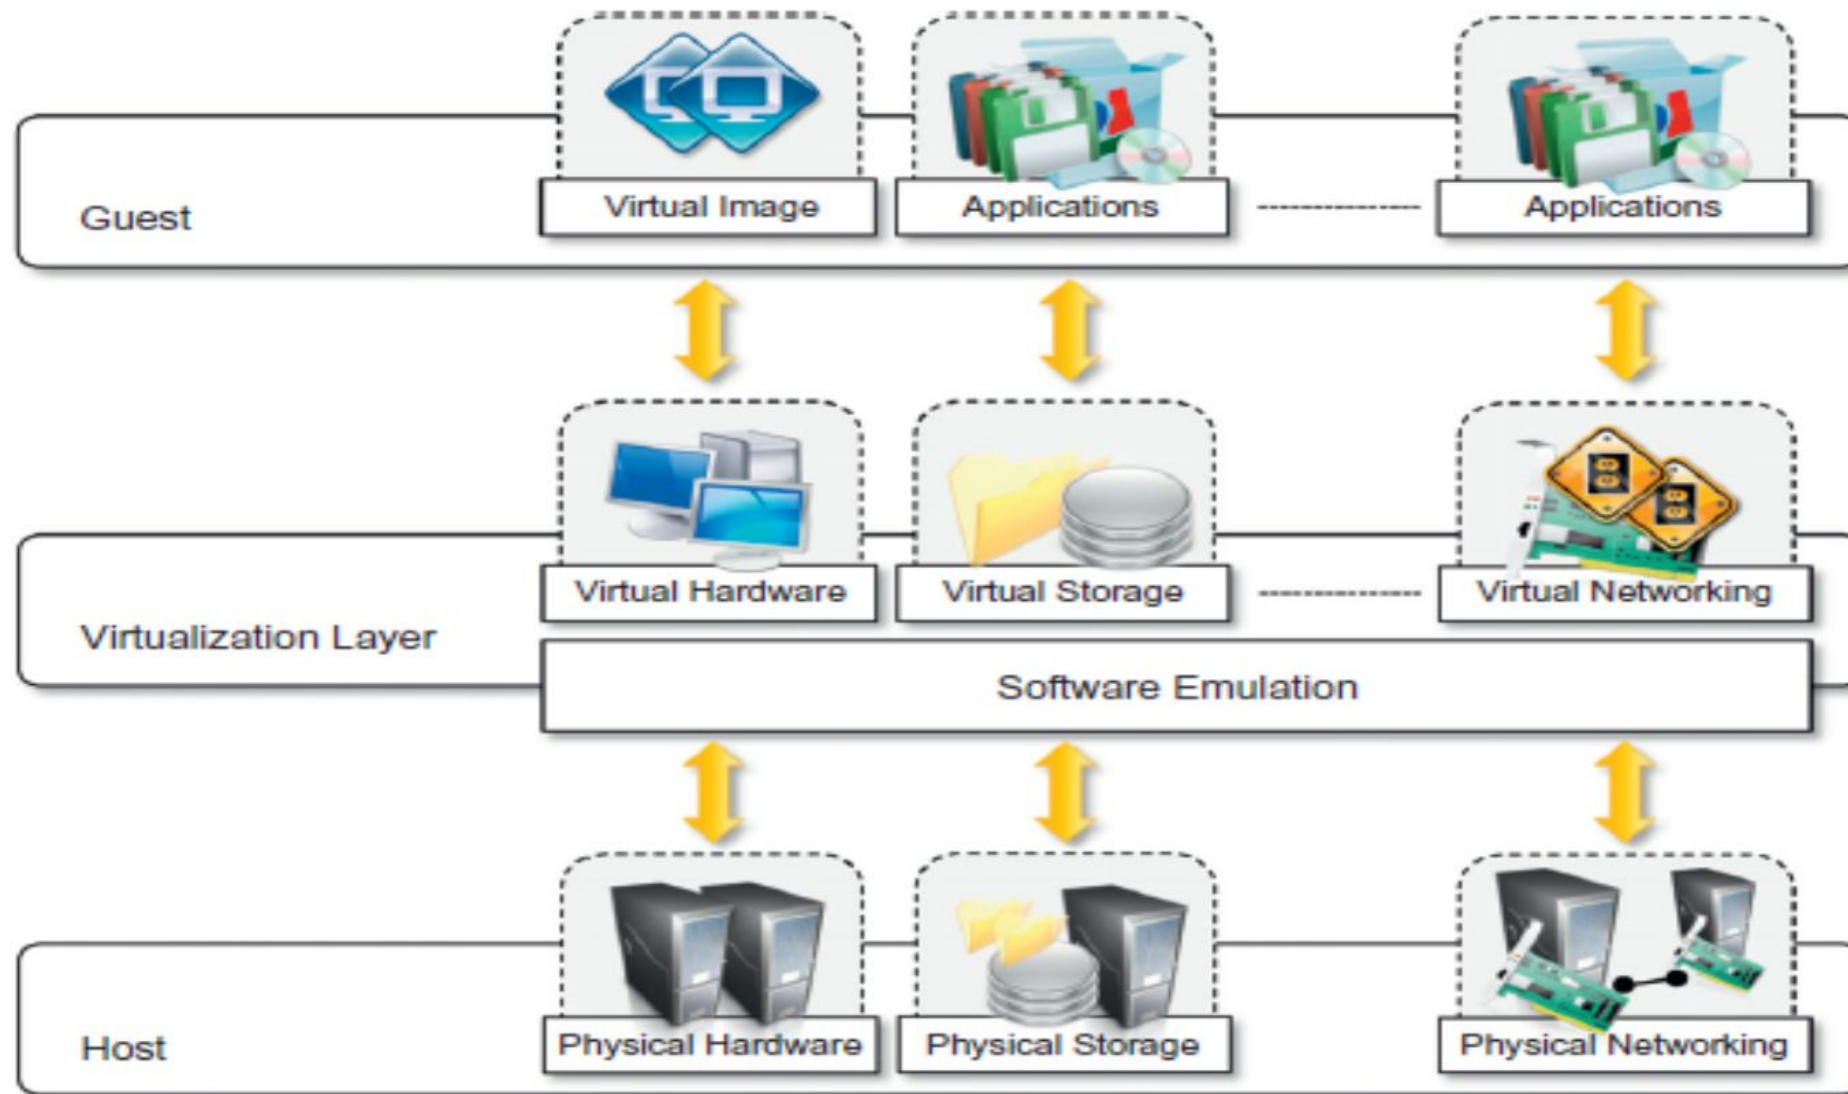 Guest
Virtual Image
Applications
Applications
Virtualization Layer
Virtual Hardware
Virtual Storage
Virtual Networking
Software Emulation
Host
Physical Hardware
Physical Storage
Physical Networking